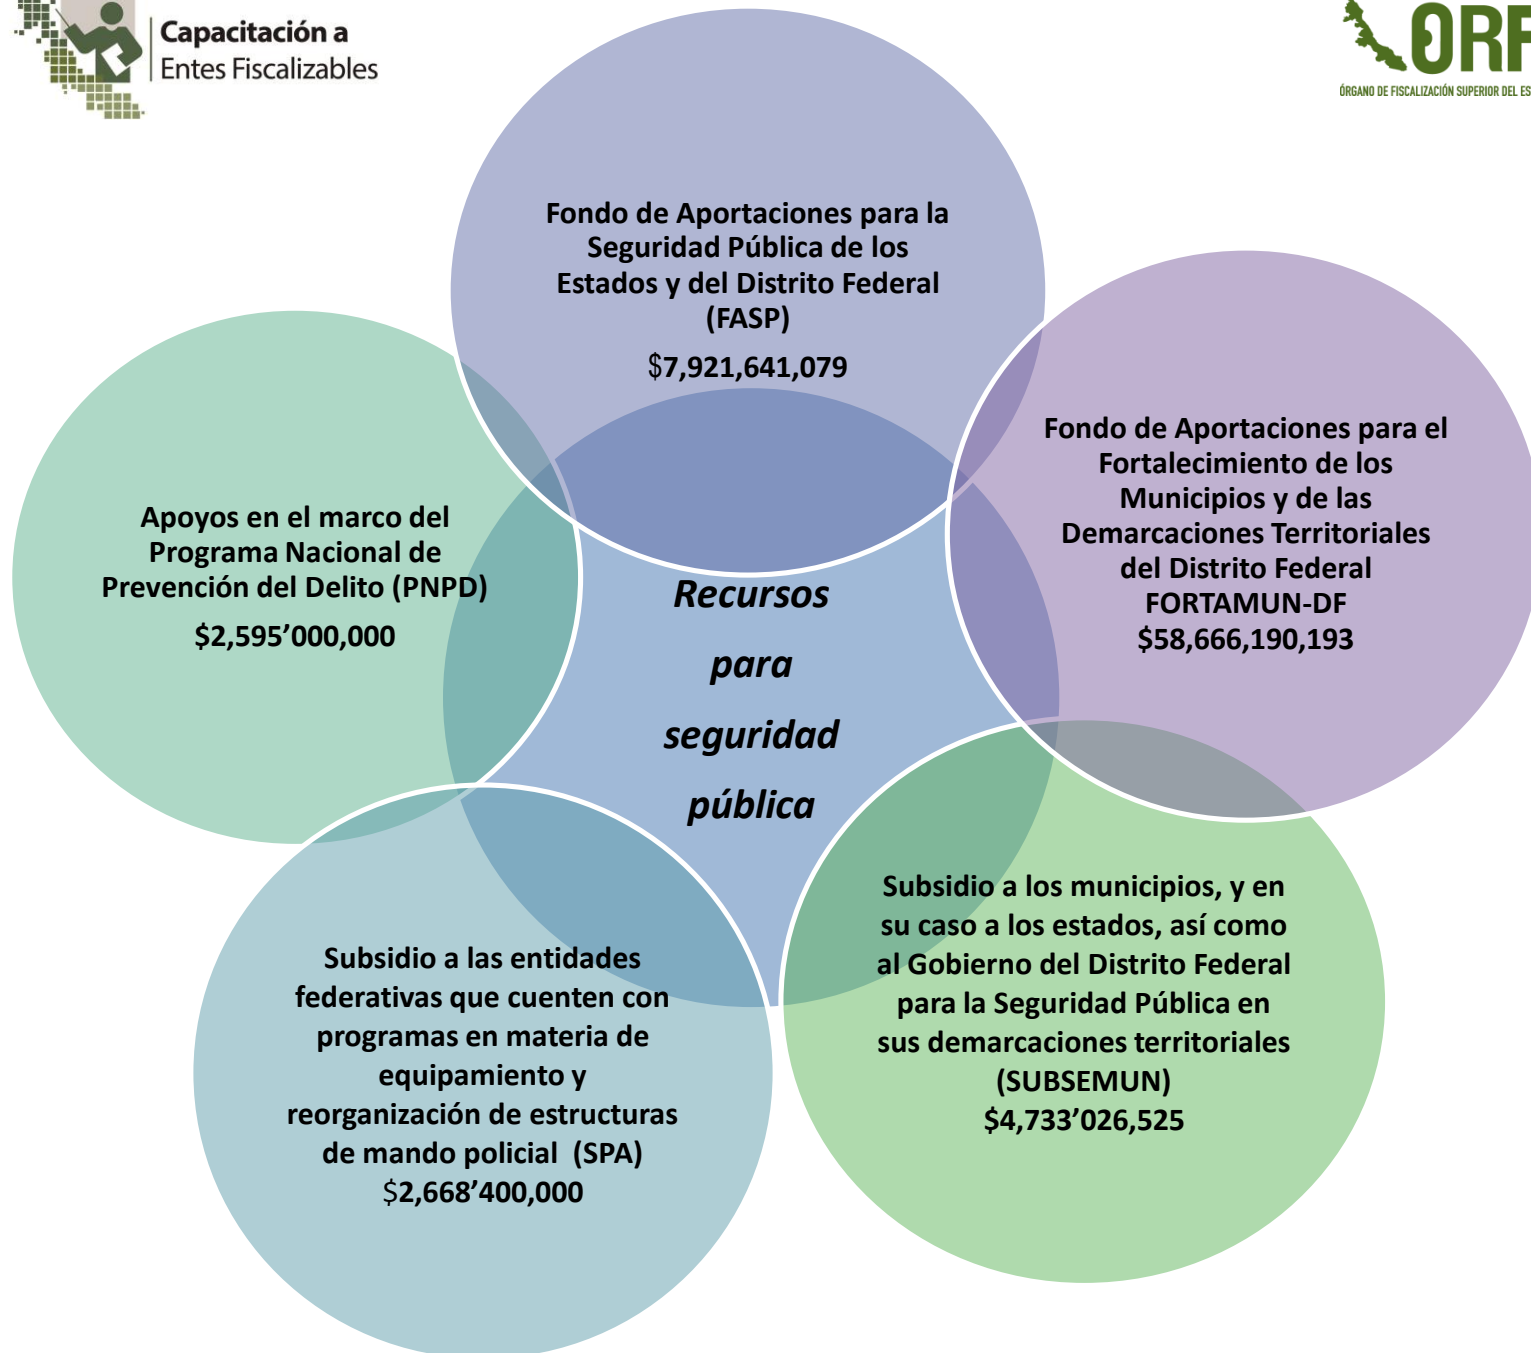 Capacitación a
Entes Fiscalizables
ORF
ÓRGANO DE FISCALIZACIÓN SUPERIOR DEL ES
Fondo de Aportaciones para la
Seguridad Pública de los
Estados y del Distrito Federal
(FASP)
$7,921,641,079
Fondo de Aportaciones para el
Fortalecimiento de los
Municipios y de las
Demarcaciones Territoriales
del Distrito Federal
FORTAMUN-DF
$58,666,190,193
Apoyos en el marco del
Programa Nacional de
Prevención del Delito (PNPD)
$2,595’000,000
Recursos
para
seguridad
pública
Subsidio a los municipios, y en
su caso a los estados, así como
al Gobierno del Distrito Federal
para la Seguridad Pública en
sus demarcaciones territoriales
(SUBSEMUN)
$4,733’026,525
Subsidio a las entidades
federativas que cuenten con
programas en materia de
equipamiento y
reorganización de estructuras
de mando policial  (SPA)
$2,668’400,000